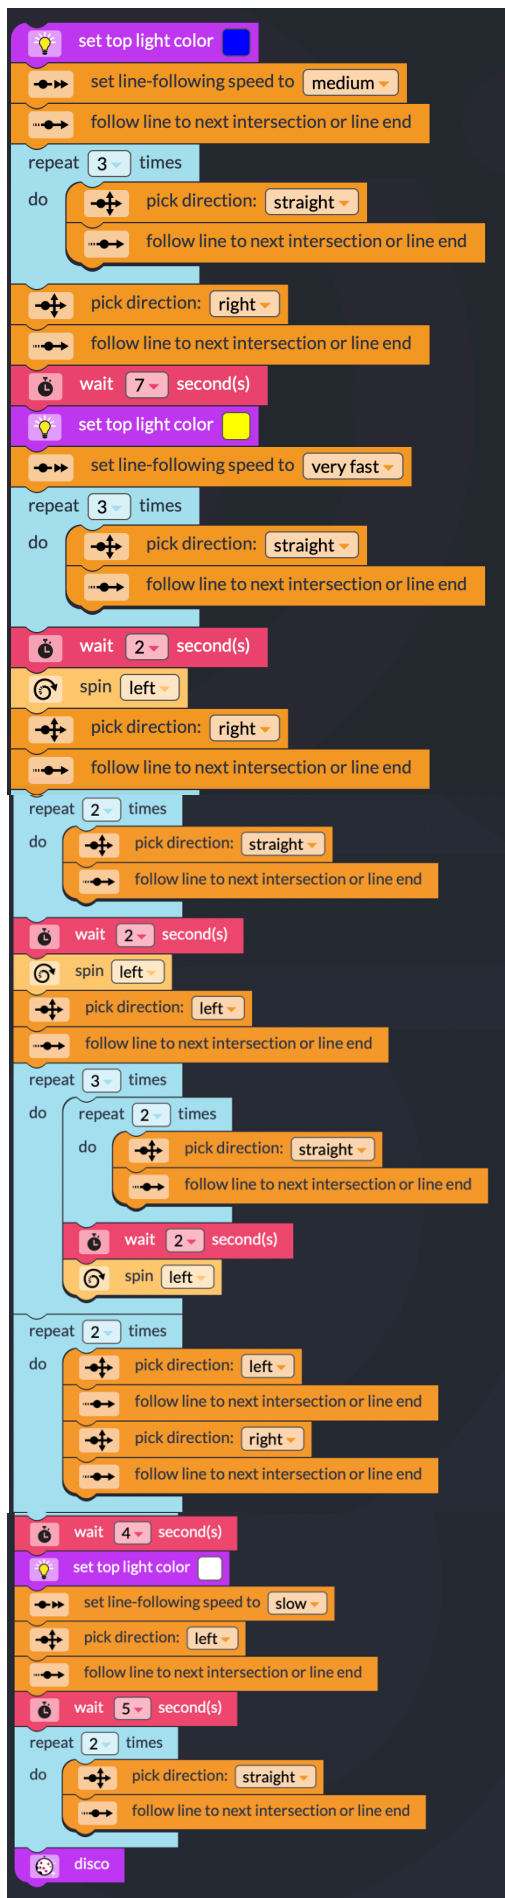 set top light color
set line-following speed to medium
follow line to next intersection or line end
repeat 3 times
do pick direction: straight
follow line to next intersection or line end
pick direction: right
follow line to next intersection or line end
wait 7 second(s)
set top light color
set line-following speed to very fast
repeat 3 times
do pick direction: straight
follow line to next intersection or line end
wait 2 second(s)
spin left
pick direction: right
follow line to next intersection or line end
repeat 2 times
do pick direction: straight
follow line to next intersection or line end
wait 2 second(s)
spin left
pick direction: left
follow line to next intersection or line end
repeat 3 times
do repeat 2 times
do pick direction: straight
follow line to next intersection or line end
wait 2 second(s)
spin left
repeat 2 times
do pick direction: left
follow line to next intersection or line end
pick direction: right
follow line to next intersection or line end
wait 4 second(s)
set top light color
set line-following speed to slow
pick direction: left
follow line to next intersection or line end
wait 5 second(s)
repeat 2 times
do pick direction: straight
follow line to next intersection or line end
disco